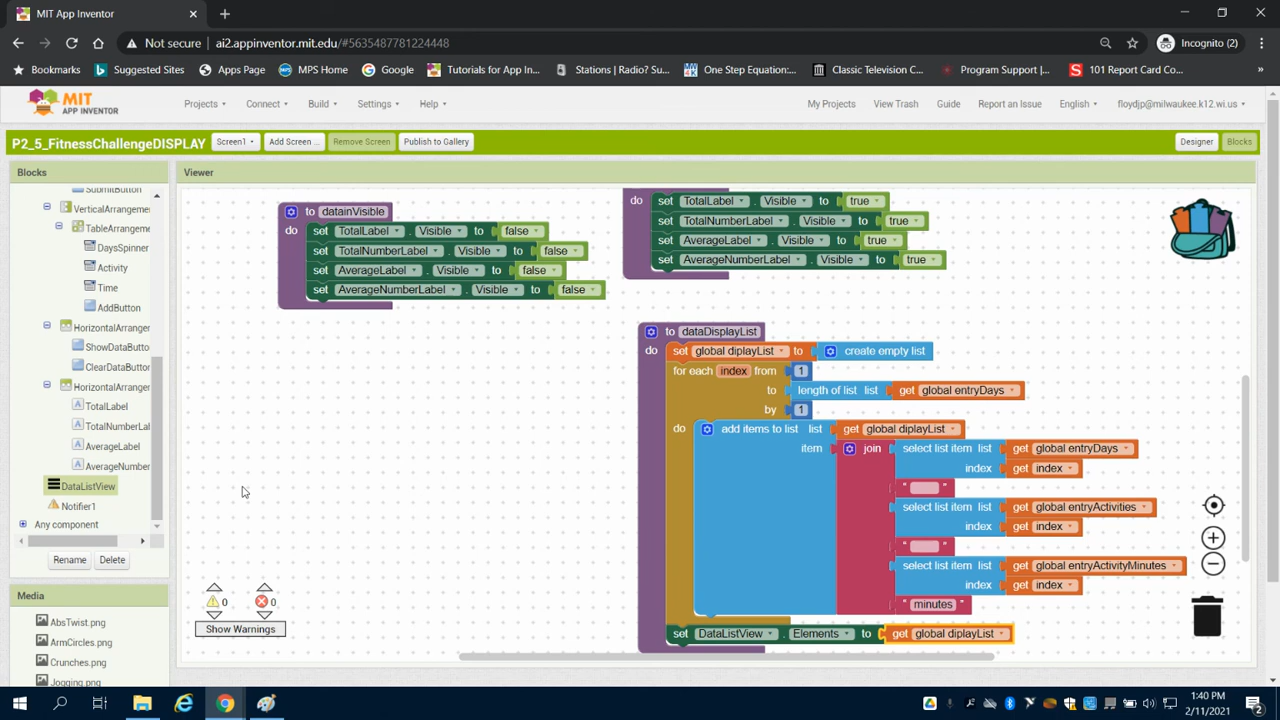 MIT App Inventor
Not secure
ai2.appinventor.mit.edu/#5635487781224448
Incognito (2)
Bookmarks
Suggested Sites
Apps Page
MPS Home
Google
Tutorials for App In...
Stations | Radio? Su...
One Step Equation:...
Classic Television C...
Program Support |...
101 Report Card Co...
»
MIT
APP INVENTOR
Projects
Connect
Build
Settings
Help
My Projects
View Trash
Guide
Report an Issue
English
floydjp@milwaukee.k12.wi.us
P2_5_FitnessChallengeDISPLAY
Screen1
Add Screen ...
Remove Screen
Publish to Gallery
Designer
Blocks
Blocks
Viewer
SubmitButton
VerticalArrangeme
TableArrangeme
DaysSpinner
Activity
Time
AddButton
HorizontalArranger
ShowDataButto
ClearDataButto
HorizontalArranger
TotalLabel
TotalNumberLal
AverageLabel
AverageNumber
DataListView
Notifier1
Any component
Rename
Delete
Media
AbsTwist.png
ArmCircles.png
Crunches.png
Jogging.png
to datainVisible
do set TotalLabel . Visible to false
set TotalNumberLabel . Visible to false
set AverageLabel . Visible to false
set AverageNumberLabel . Visible to false
do set TotalLabel . Visible to true
set TotalNumberLabel . Visible to true
set AverageLabel . Visible to true
set AverageNumberLabel . Visible to true
to dataDisplayList
do set global diplayList to create empty list
for each index from 1
to length of list list get global entryDays
by 1
do add items to list list get global diplayList
item join select list item list get global entryDays
index get index
" "
select list item list get global entryActivities
index get index
" "
select list item list get global entryActivityMinutes
index get index
" minutes "
set DataListView . Elements to get global diplayList
0
0
Show Warnings
1:40 PM
2/11/2021
2